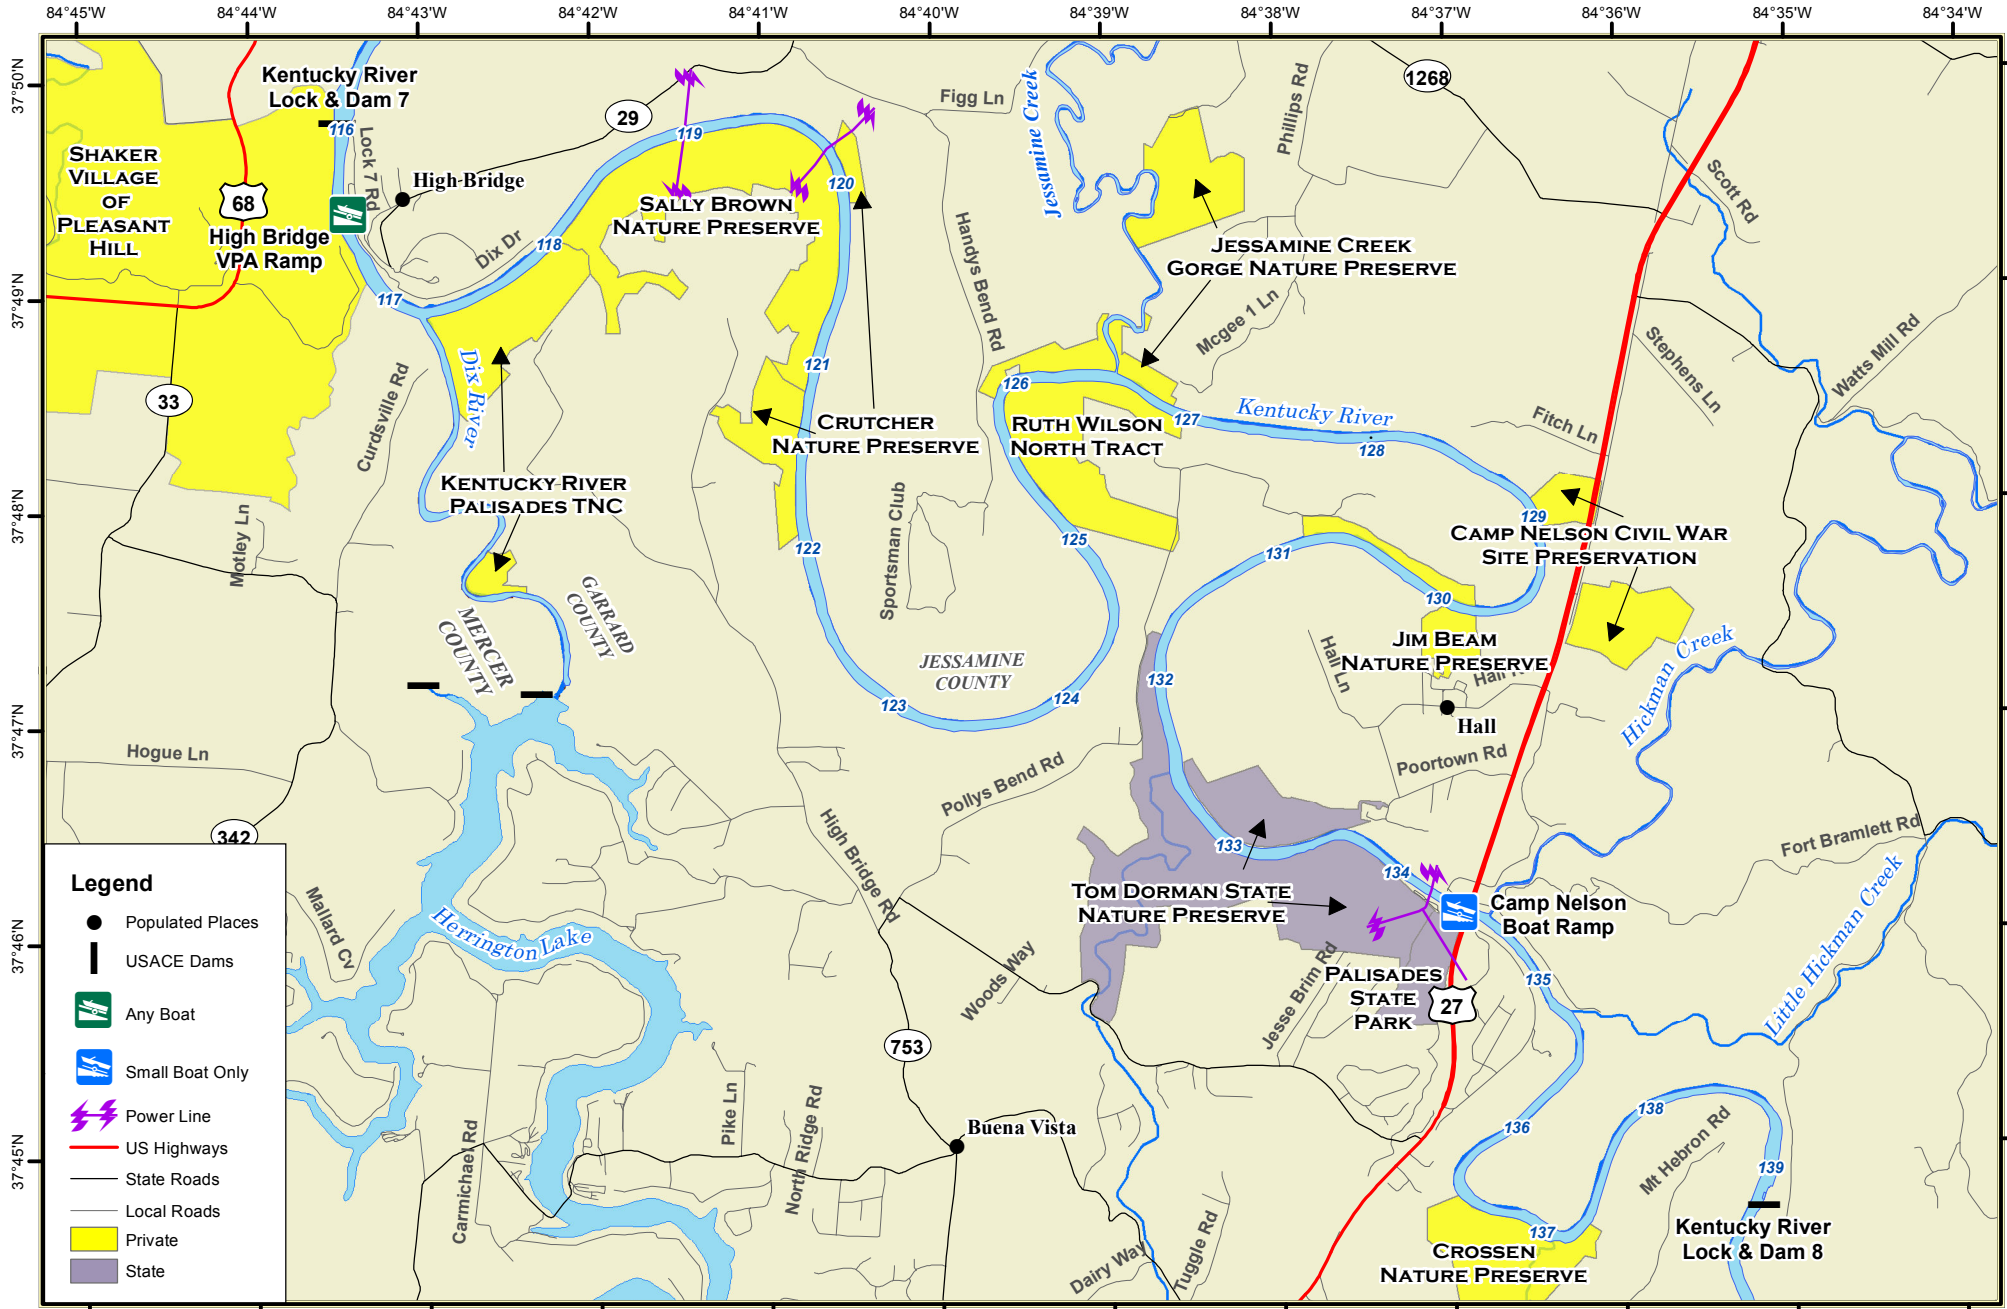 84°45'W
84°44'W
84°43'W
84°42'W
84°41'W
84°40'W
84°39'W
84°38'W
84°37'W
84°36'W
84°35'W
84°34'W
37°50'N
37°49'N
37°48'N
37°47'N
37°46'N
37°45'N
Kentucky River
Lock & Dam 7
116
Lock 7 Rd
SHAKER
VILLAGE
OF
PLEASANT
HILL
68
High Bridge
VPA Ramp
High Bridge
29
Dix Dr
117
118
119
120
SALLY BROWN
NATURE PRESERVE
Figg Ln
Jessamine Creek
Phillips Rd
1268
Scott Rd
JESSAMINE CREEK
GORGE NATURE PRESERVE
Handys Bend Rd
Mcgee 1 Ln
Stephens Ln
Watts Mill Rd
33
Curdsville Rd
Dix River
121
CRUTCHER
NATURE PRESERVE
126
RUTH WILSON
NORTH TRACT
127
Kentucky River
128
Fitch Ln
KENTUCKY RIVER
PALISADES TNC
Motley Ln
Sportsman Club
122
125
129
CAMP NELSON CIVIL WAR
SITE PRESERVATION
131
130
GARRARD
COUNTY
MERCER
COUNTY
JESSAMINE
COUNTY
JIM BEAM
NATURE PRESERVE
Hall Ln
Hall
Hickman Creek
132
123
124
Hogue Ln
Pollys Bend Rd
Poortown Rd
High Bridge Rd
342
133
134
Fort Bramlett Rd
TOM DORMAN STATE
NATURE PRESERVE
Camp Nelson
Boat Ramp
Little Hickman Creek
Mallard Cv
Herrington Lake
Woods Way
Jesse Brim Rd
PALISADES
STATE
PARK
27
135
753
Buena Vista
Pike Ln
North Ridge Rd
Carmichael Rd
136
138
Mt Hebron Rd
139
137
Kentucky River
Lock & Dam 8
CROSSEN
NATURE PRESERVE
Dairy Way
Tuggle Rd
Legend
Populated Places
USACE Dams
Any Boat
Small Boat Only
Power Line
US Highways
State Roads
Local Roads
Private
State